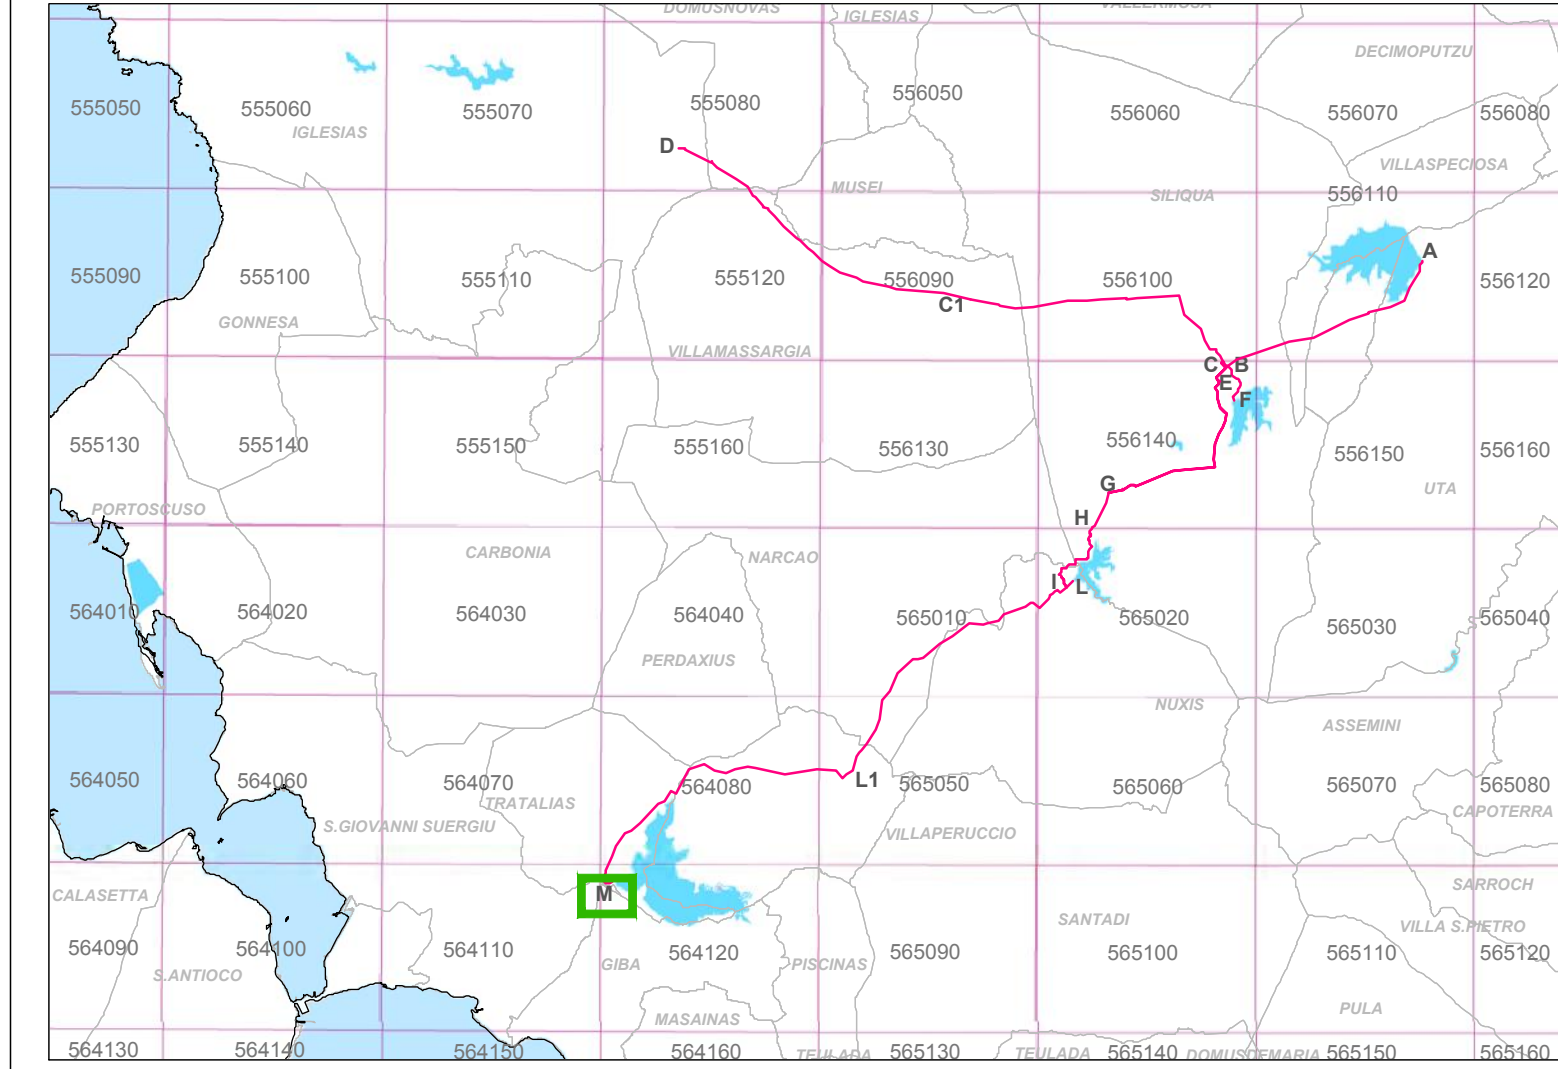 DOMUSNOVAS
IGLESIAS
VALLERMOSA
DECIMOPUTZU
555050
555060
555070
555080
556050
556060
556070
556080
IGLESIAS
D
MUSEI
SILIQUA
VILLASPECIOSA
556110
A
555090
555100
555110
555120
556090
556100
556120
C1
GONNESA
VILLAMASSARGIA
C
B
E
F
555130
555140
555150
555160
556130
556140
556150
556160
G
UTA
PORTOSCUSO
H
CARBONIA
NARCAO
I
L
564010
564020
564030
564040
565010
565020
565030
565040
PERDAXIUS
NUXIS
ASSEMINI
564050
564060
564070
564080
L1
565050
565060
565070
565080
TRATALIAS
CAPOTERRA
S.GIOVANNI SUERGIU
VILLAPERUCCIO
M
CALASETTA
SARROCH
SANTADI
VILLA S.PIETRO
564090
564100
564110
564120
565090
565100
565110
565120
S.ANTIOCO
GIBA
PISCINAS
PULA
MASAINAS
564130
564140
564150
564160
TEULADA
565130
TEULADA
565140
DOMUSDEMARIA
565150
565160